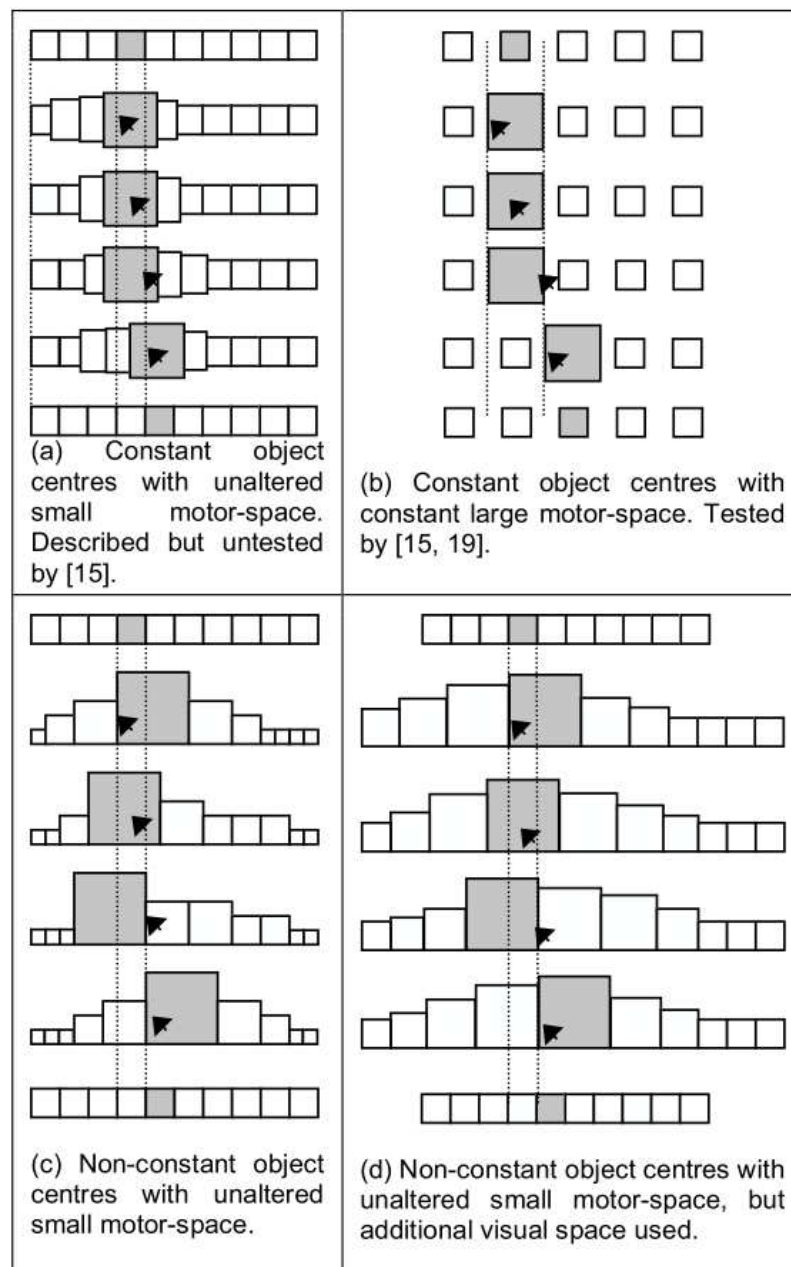 (a) Constant object
centres with unaltered
small motor-space.
Described but untested
by [15].
(b) Constant object centres with
constant large motor-space. Tested
by [15, 19].
(c) Non-constant object
centres with unaltered
small motor-space.
(d) Non-constant object centres with
unaltered small motor-space, but
additional visual space used.